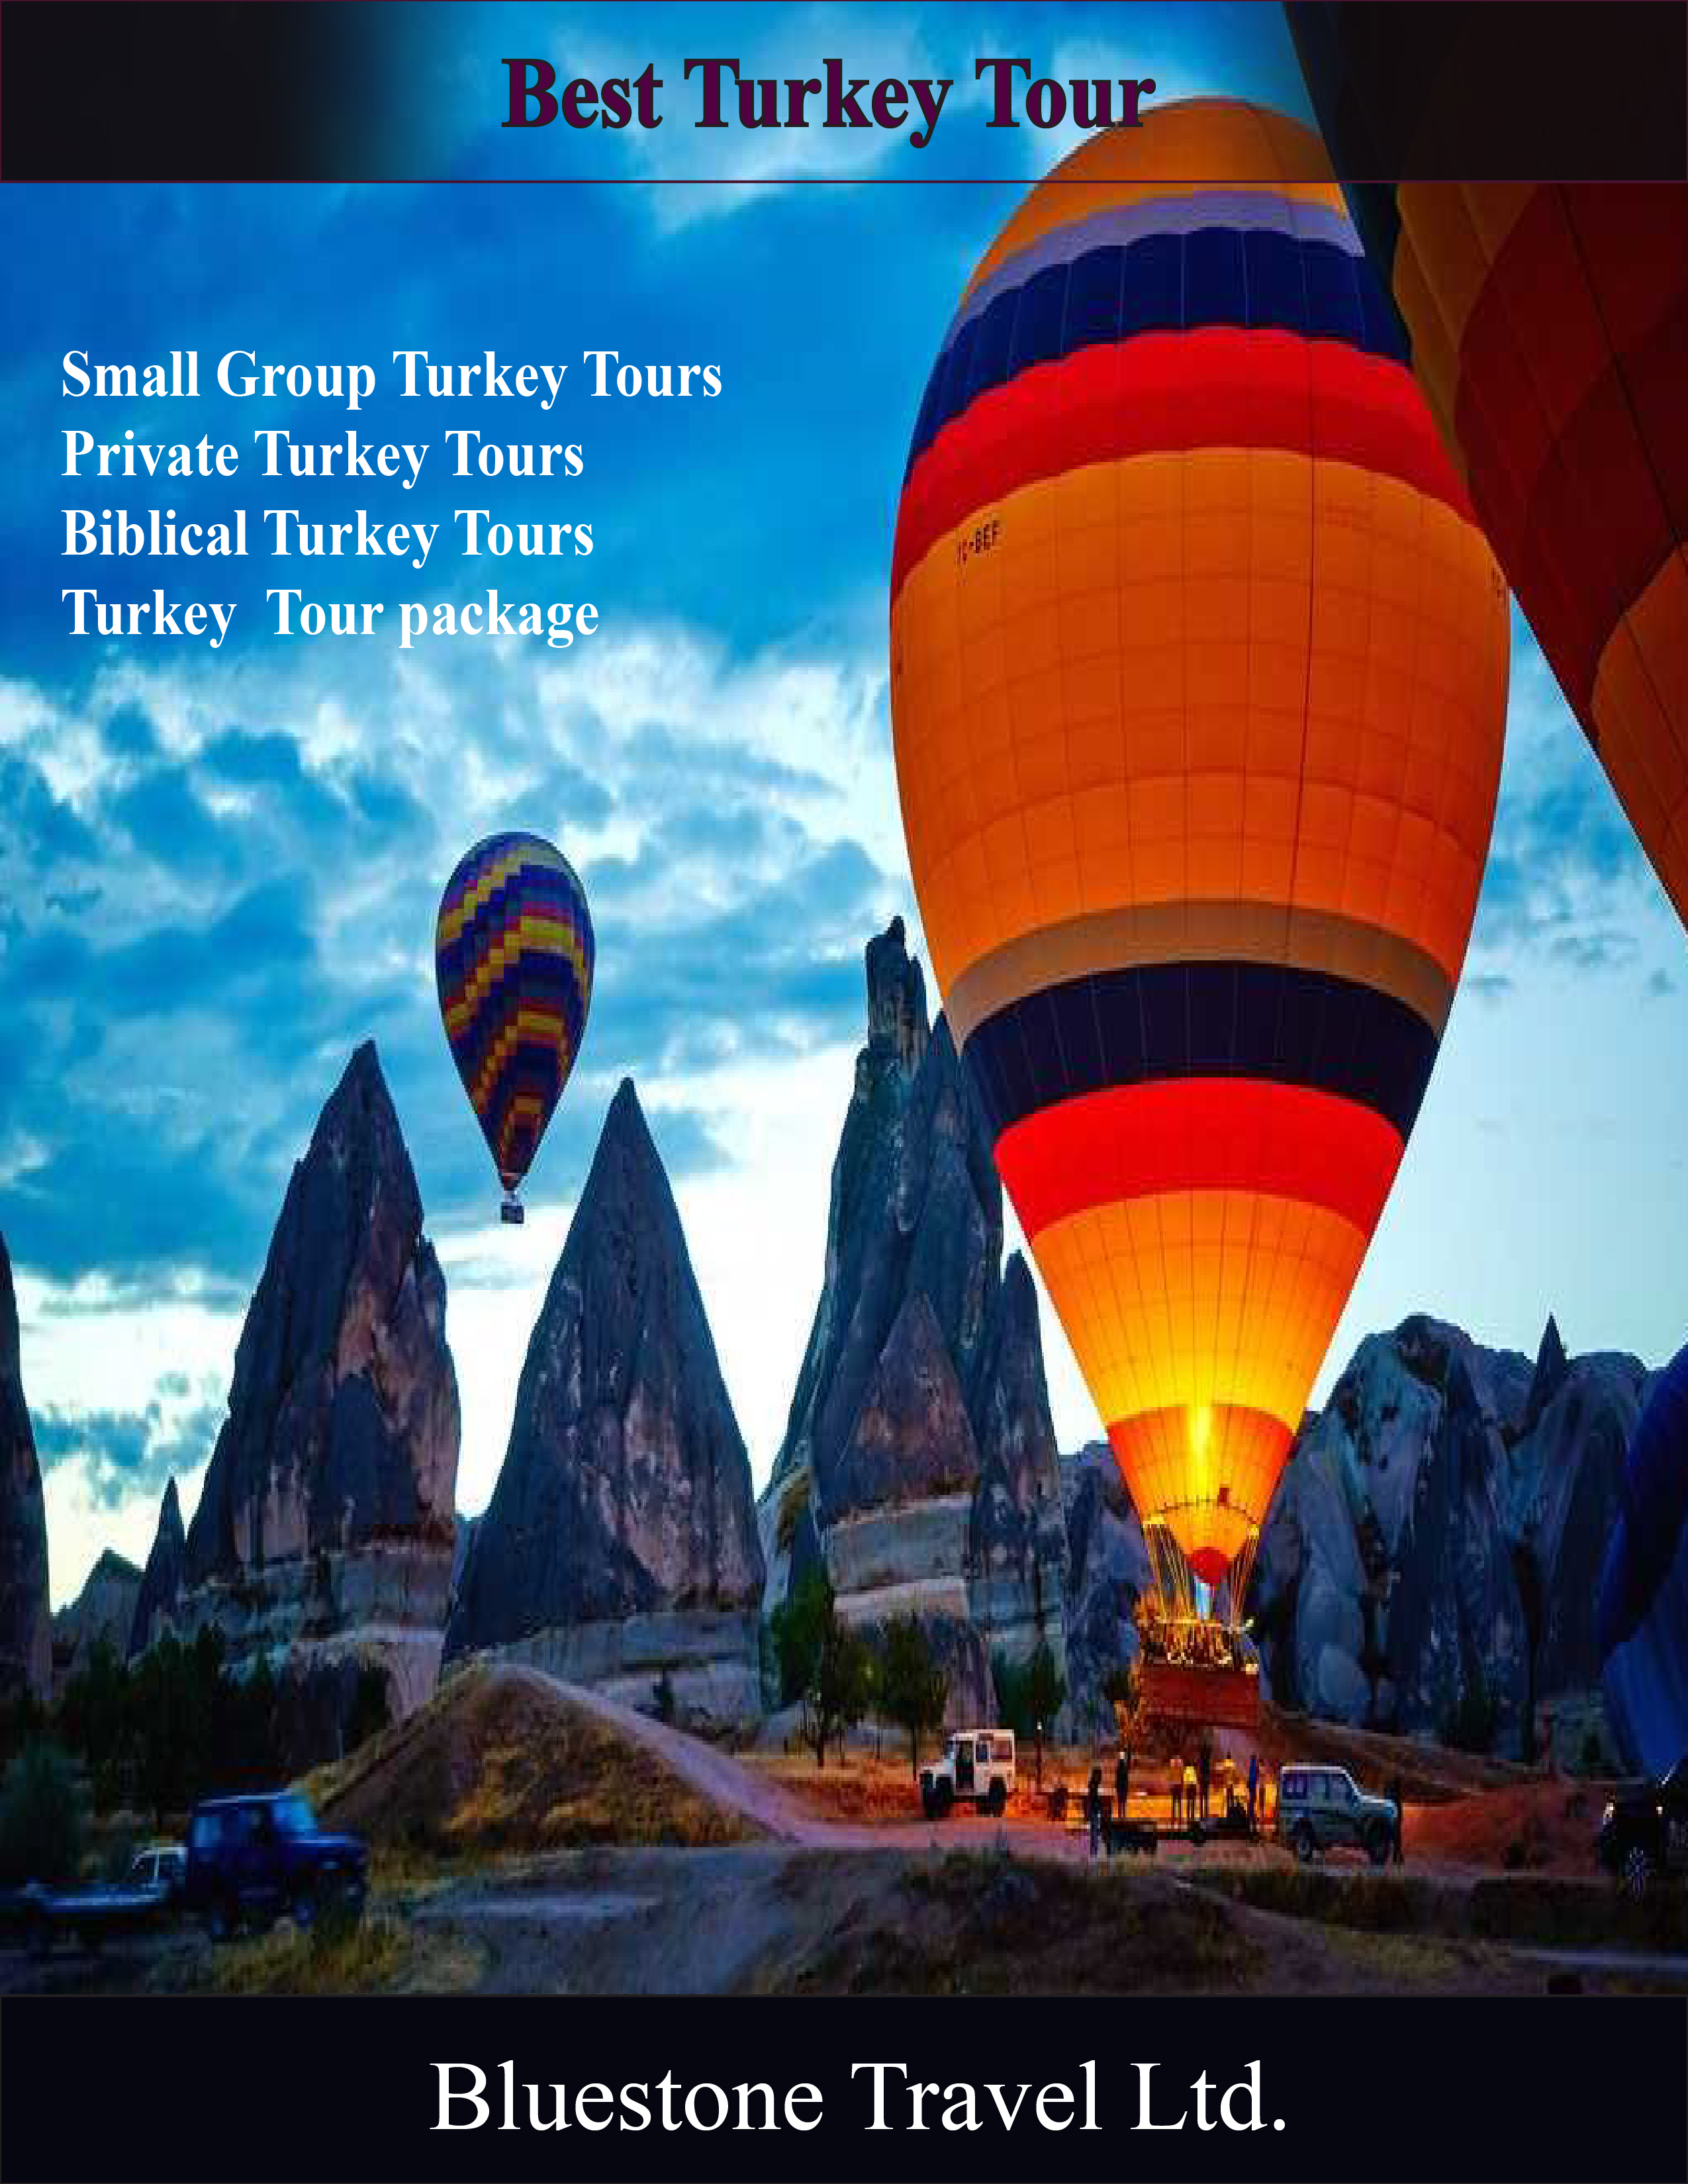 Best Turkey Tour
Small Group Turkey Tours
Private Turkey Tours
Biblical Turkey Tours
Turkey  Tour package
Bluestone Travel Ltd.